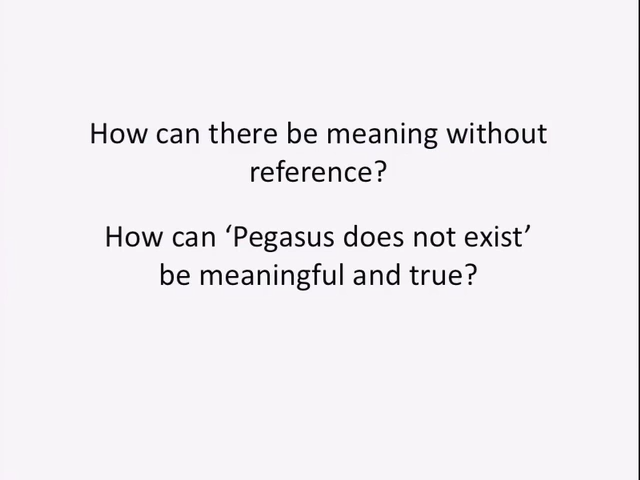 How can there be meaning without
reference?
How can ‘Pegasus does not exist’
be meaningful and true?